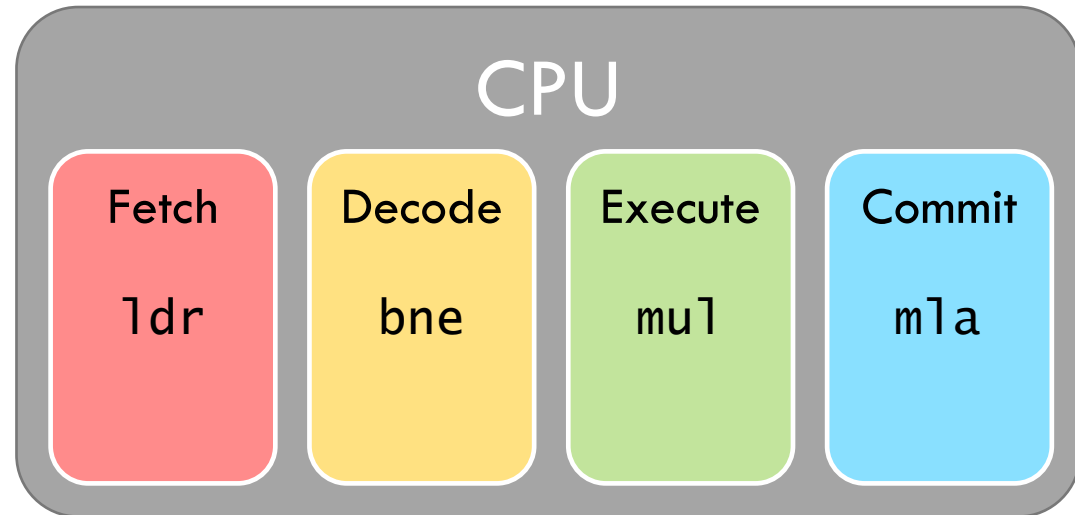 CPU
Fetch
ldr
Decode
bne
Execute
mul
Commit
mla